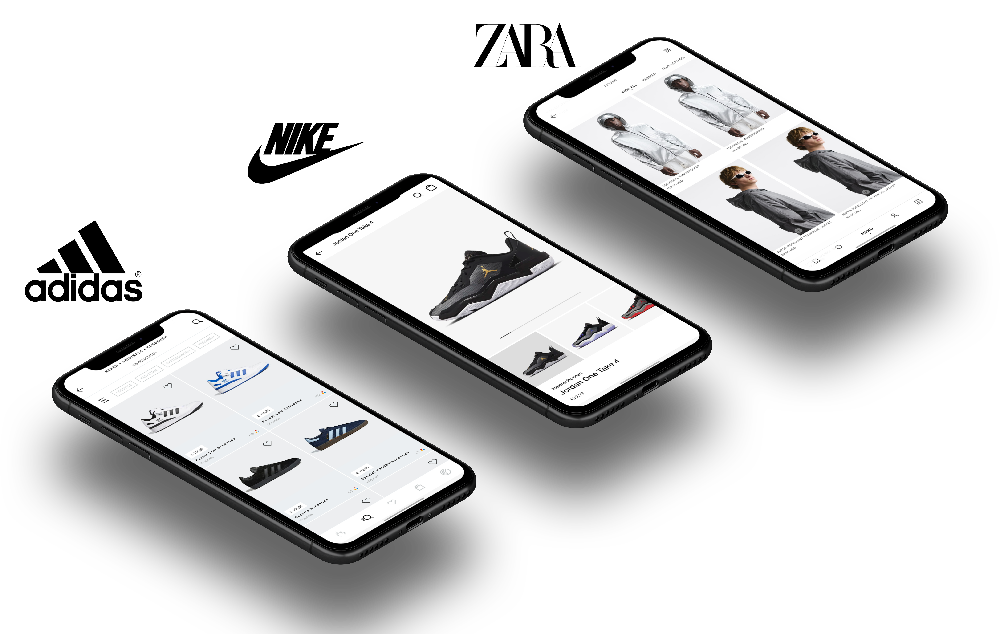 ZARA
FILTERS
VIEW ALL
BOMBER
FAUX LEATHER
TECHNICAL WINDBREAKER
129.00 USD
TECHNICAL WINDBREAKER
129.00 USD
WATER REPELLENT TECHNICAL JACKET
89.90 USD
WATER REPELLENT TECHNICAL JACKET
89.90 USD
MENU
0
NIKE
Jordan One Take 4
Herenschoenen
Jordan One Take 4
€99.99
adidas®
HEREN • ORIGINALS • SCHOENEN
478 RESULTATEN
LIFESTYLE
BASKETBAL
SKATEBOARDEN
ZWEMMEN
€ 110,00
Forum Low Schoenen
Originals
+13
€ 110,00
Forum Low Schoenen
Originals
+13
€ 100,00
Gazelle Schoenen
Originals
+22
€ 110,00
Spezial Handbalschoenen
Originals
+3